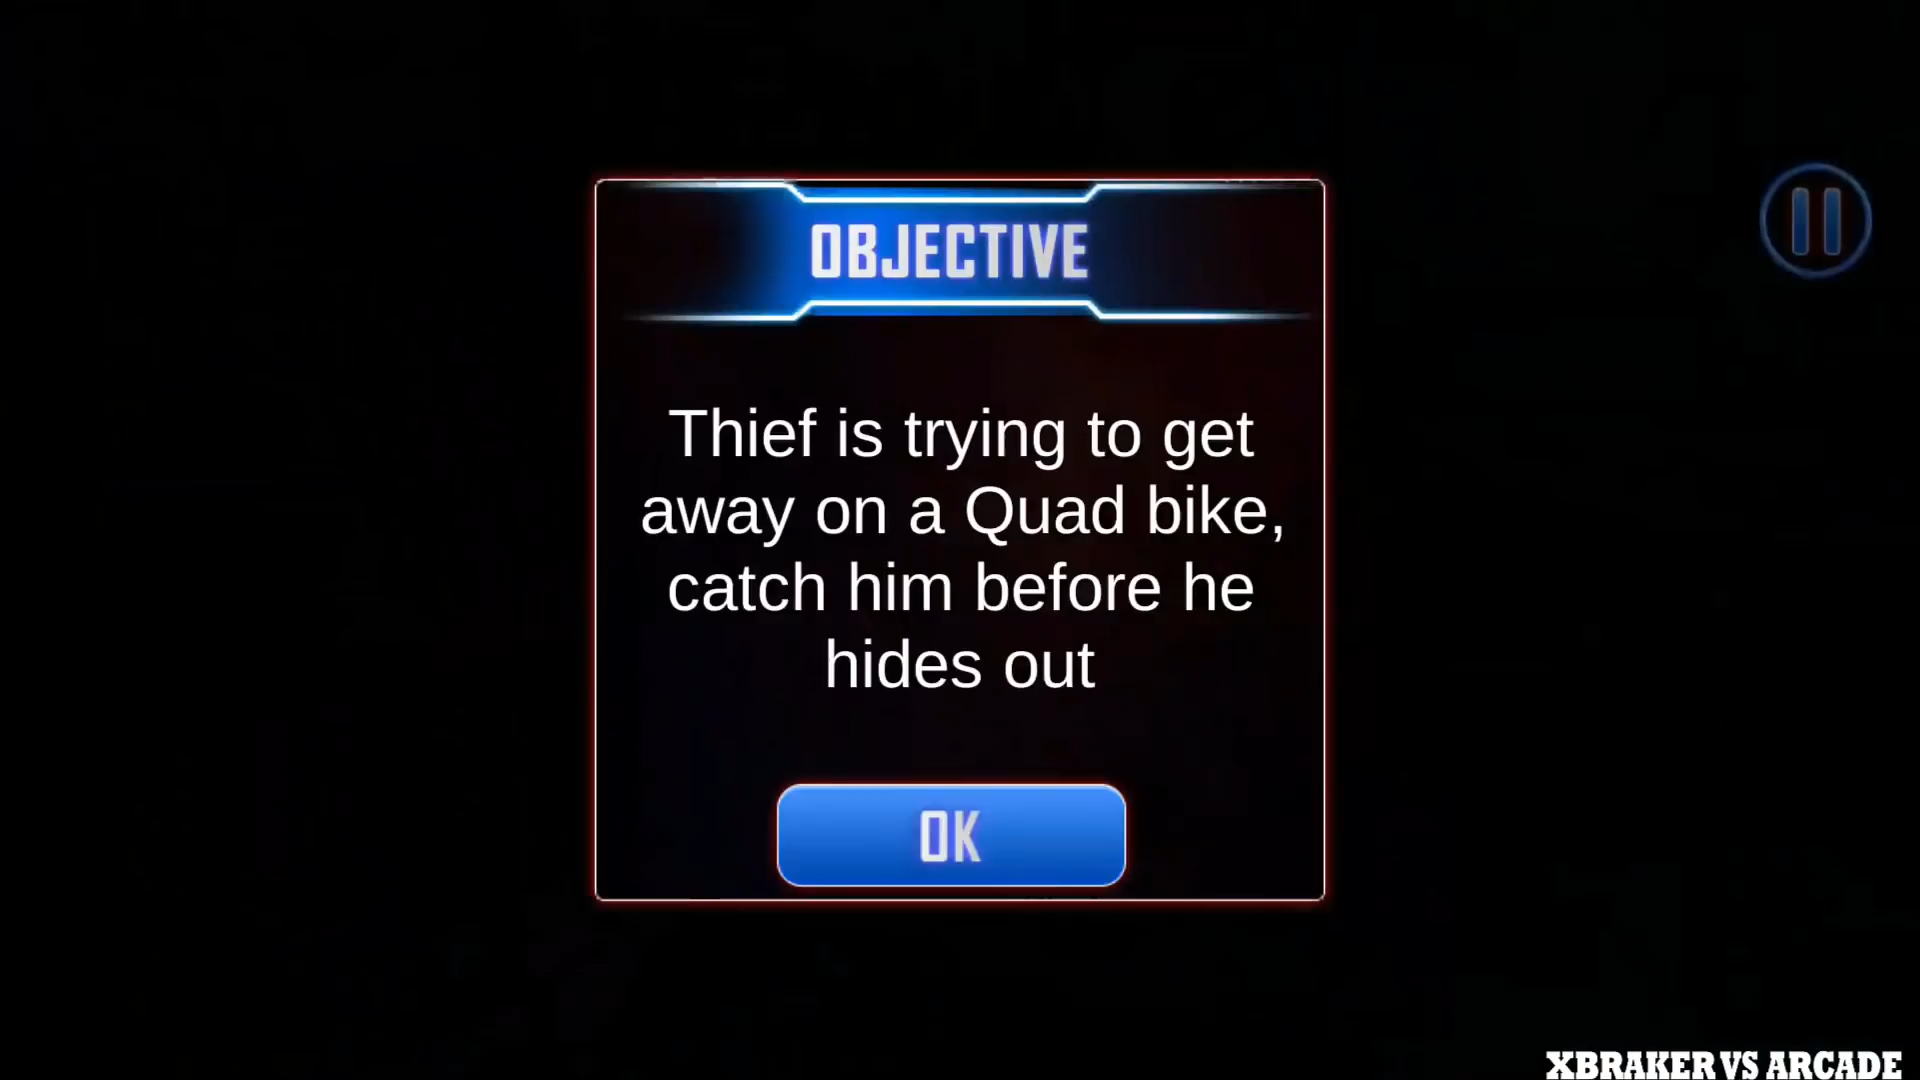 OBJECTIVE
Thief is trying to get
away on a Quad bike,
catch him before he
hides out
OK
XBRAKER VS ARCADE